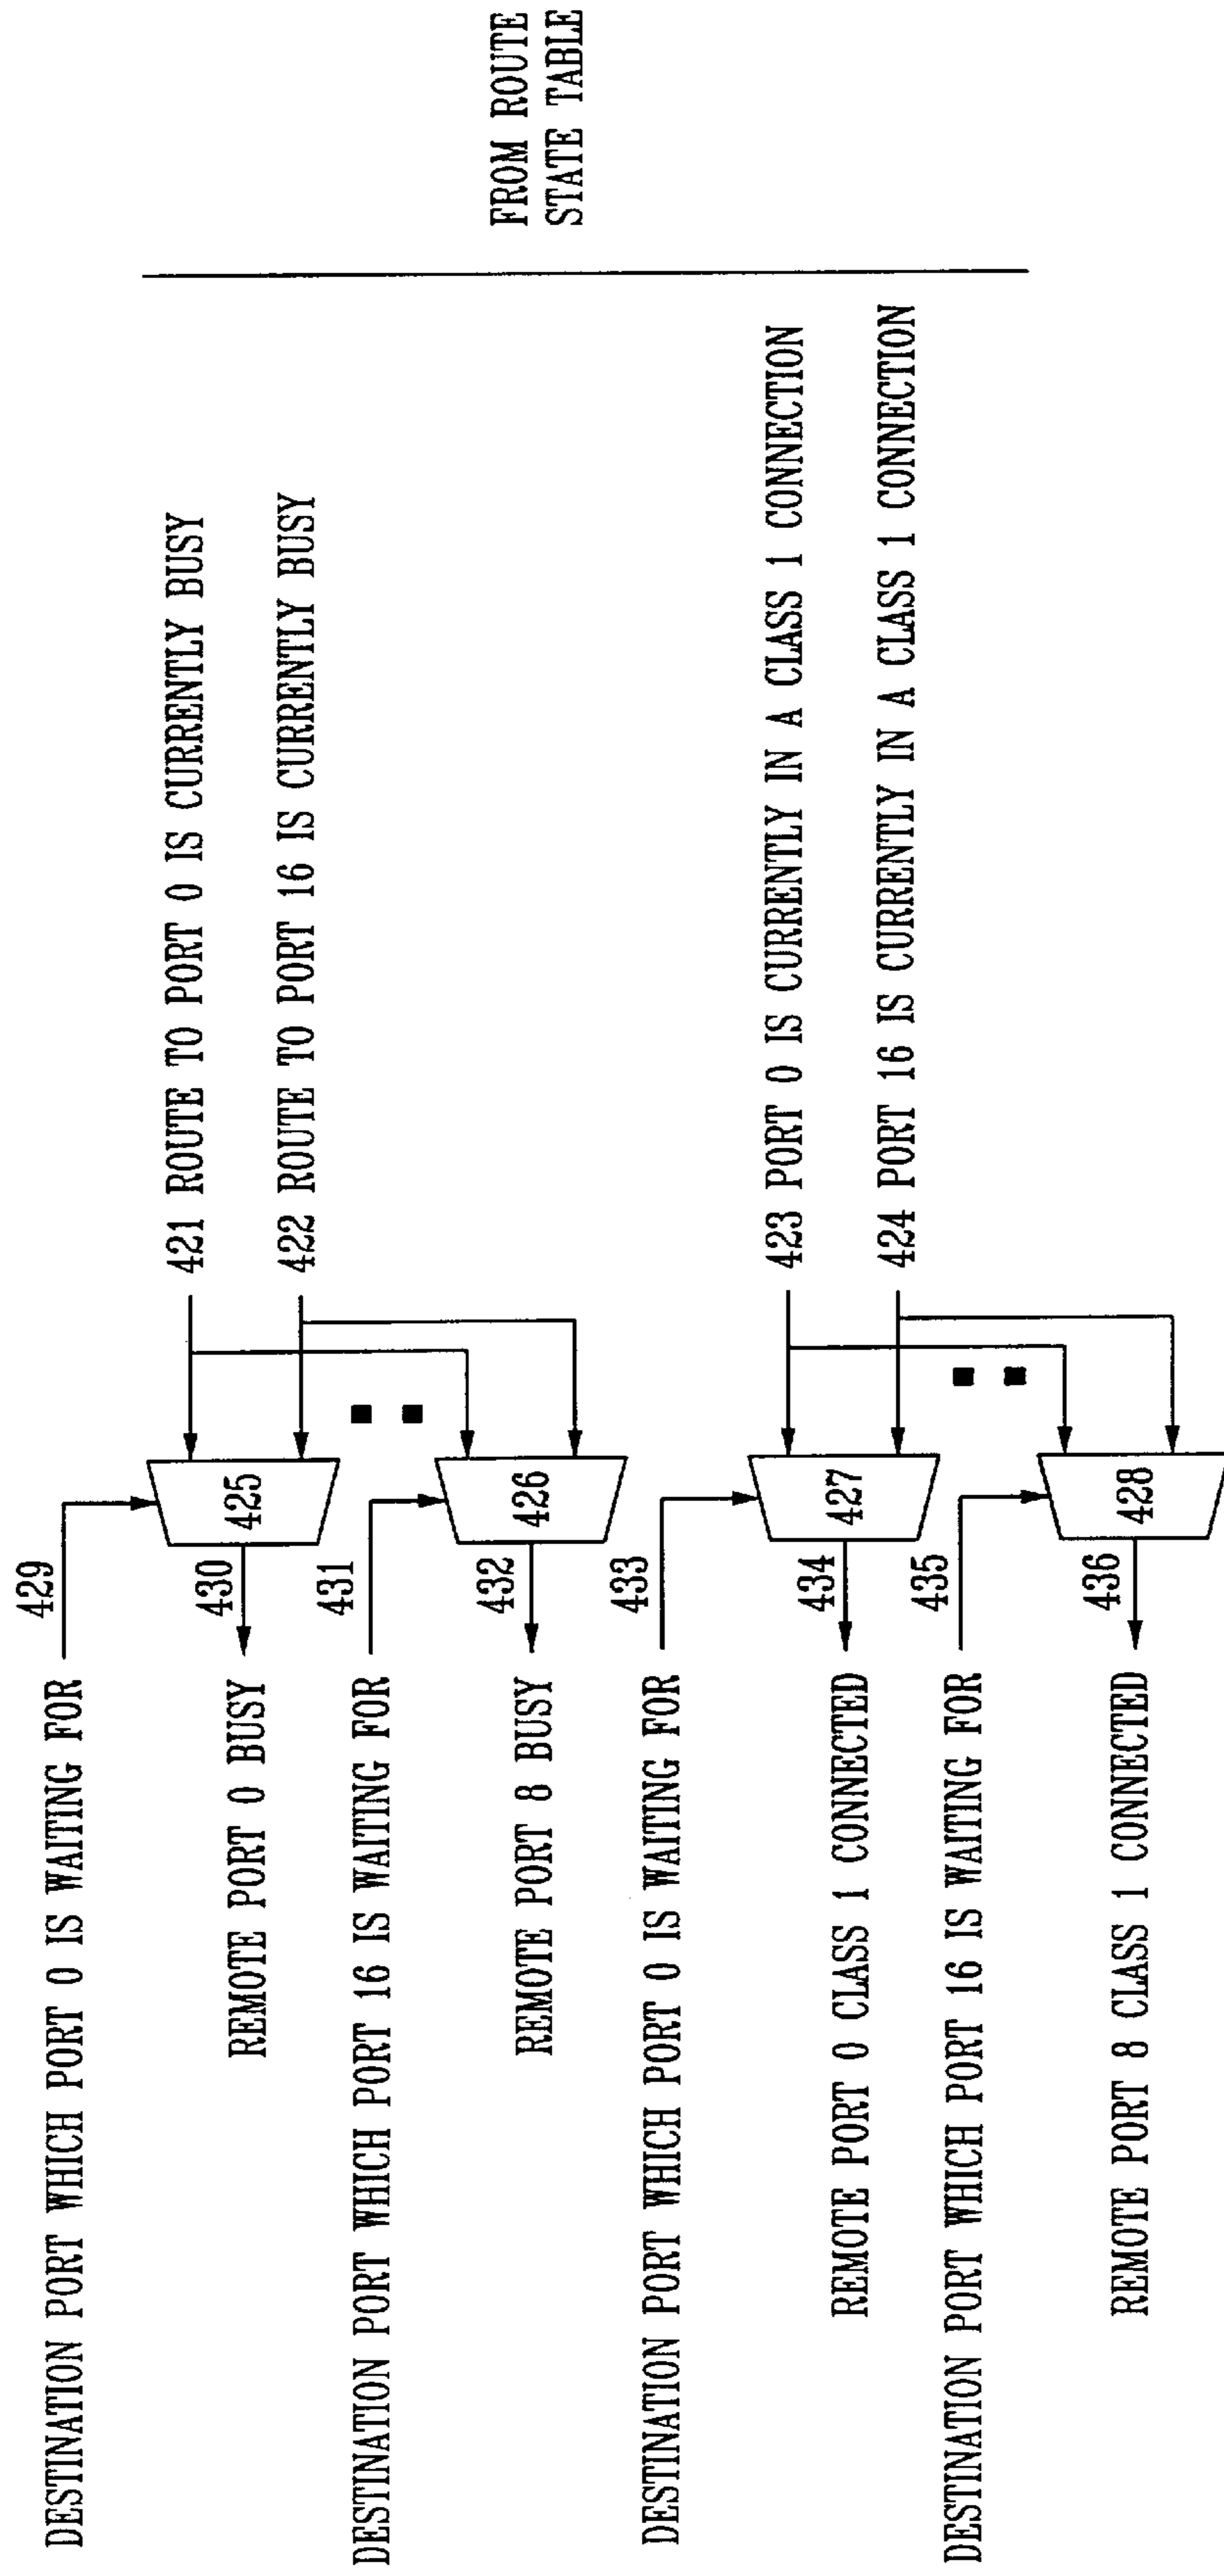 DESTINATION PORT WHICH PORT 0 IS WAITING FOR
429
425
421 ROUTE TO PORT 0 IS CURRENTLY BUSY
430
REMOTE PORT 0 BUSY
422 ROUTE TO PORT 16 IS CURRENTLY BUSY
DESTINATION PORT WHICH PORT 16 IS WAITING FOR
431
426
432
REMOTE PORT 8 BUSY
FROM ROUTE
STATE TABLE
DESTINATION PORT WHICH PORT 0 IS WAITING FOR
433
427
423 PORT 0 IS CURRENTLY IN A CLASS 1 CONNECTION
434
REMOTE PORT 0 CLASS 1 CONNECTED
424 PORT 16 IS CURRENTLY IN A CLASS 1 CONNECTION
DESTINATION PORT WHICH PORT 16 IS WAITING FOR
435
428
436
REMOTE PORT 8 CLASS 1 CONNECTED